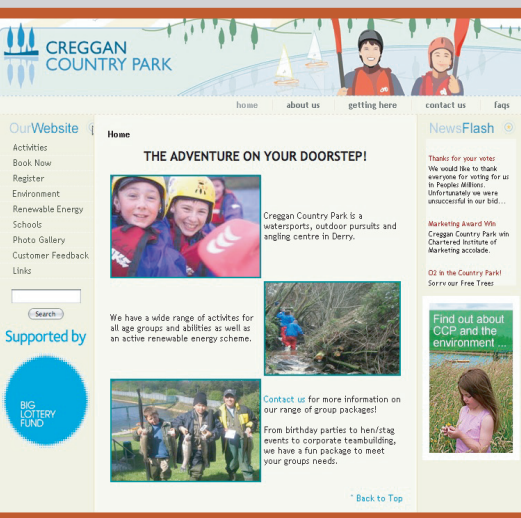 CREGGAN
COUNTRY PARK
home
about us
getting here
contact us
faqs
OurWebsite
Activities
Book Now
Register
Environment
Renewable Energy
Schools
Photo Gallery
Customer Feedback
Links
Search
Supported by
BIG
LOTTERY
FUND
Home
THE ADVENTURE ON YOUR DOORSTEP!
Creggan Country Park is a
watersports, outdoor pursuits and
angling centre in Derry.
We have a wide range of activites for
all age groups and abilities as well as
an active renewable energy scheme.
Contact us for more information on
our range of group packages!
From birthday parties to hen/stag
events to corporate teambuilding,
we have a fun package to meet
your groups needs.
^ Back to Top
NewsFlash
Thanks for your votes
We would like to thank
everyone for voting for us
in Peoples Millions.
Unfortunately we were
unsuccessful in our bid...
Marketing Award Win
Creggan Country Park win
Chartered Institute of
Marketing accolade.
O2 in the Country Park!
Sorry our Free Trees
Find out about
CCP and the
environment ...